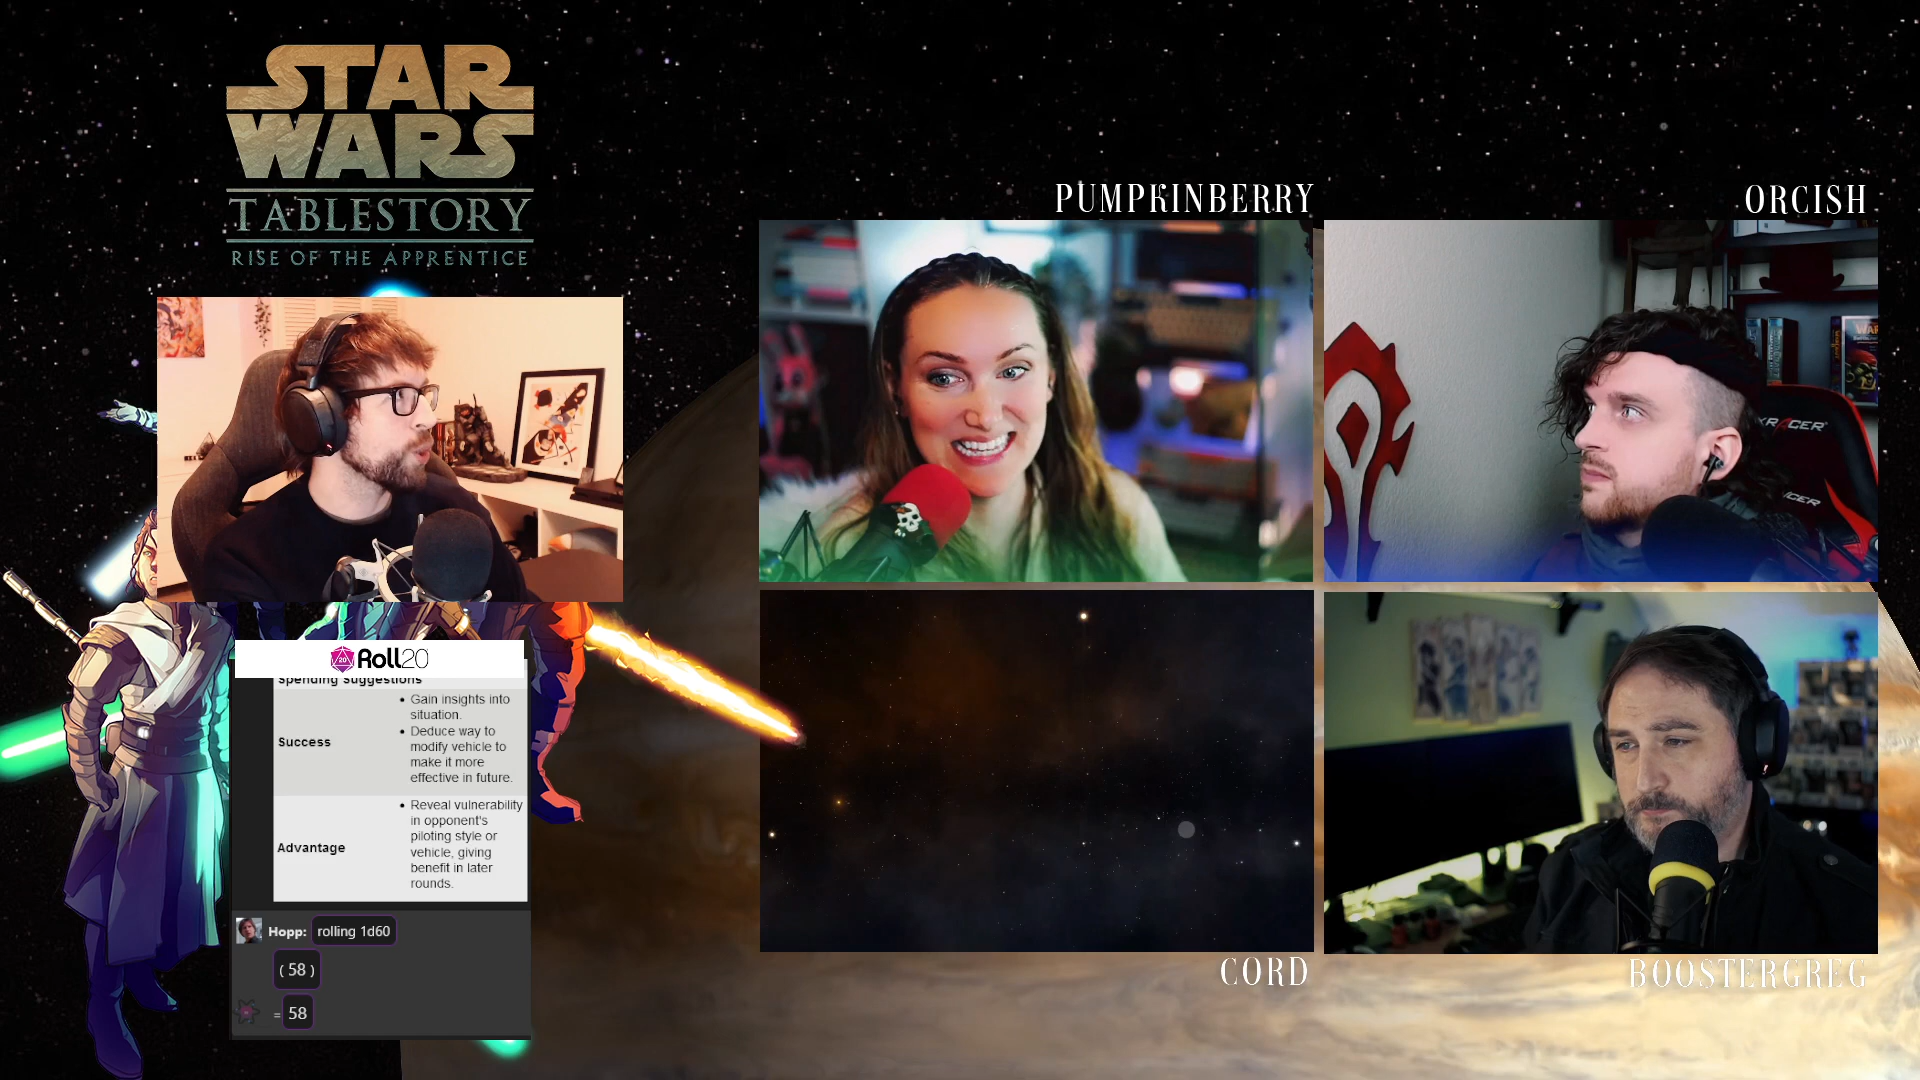 STAR
WARS
TABLESTORY
RISE OF THE APPRENTICE
PUMPKINBERRY
ORCISH
Roll20
Spending Suggestions
Success
• Gain insights into
situation.
• Deduce way to
modify vehicle to
make it more
effective in future.
Advantage
• Reveal vulnerability
in opponent's
piloting style or
vehicle, giving
benefit in later
rounds.
Hopp: rolling 1d60
( 58 )
= 58
CORD
BOOSTERGREG